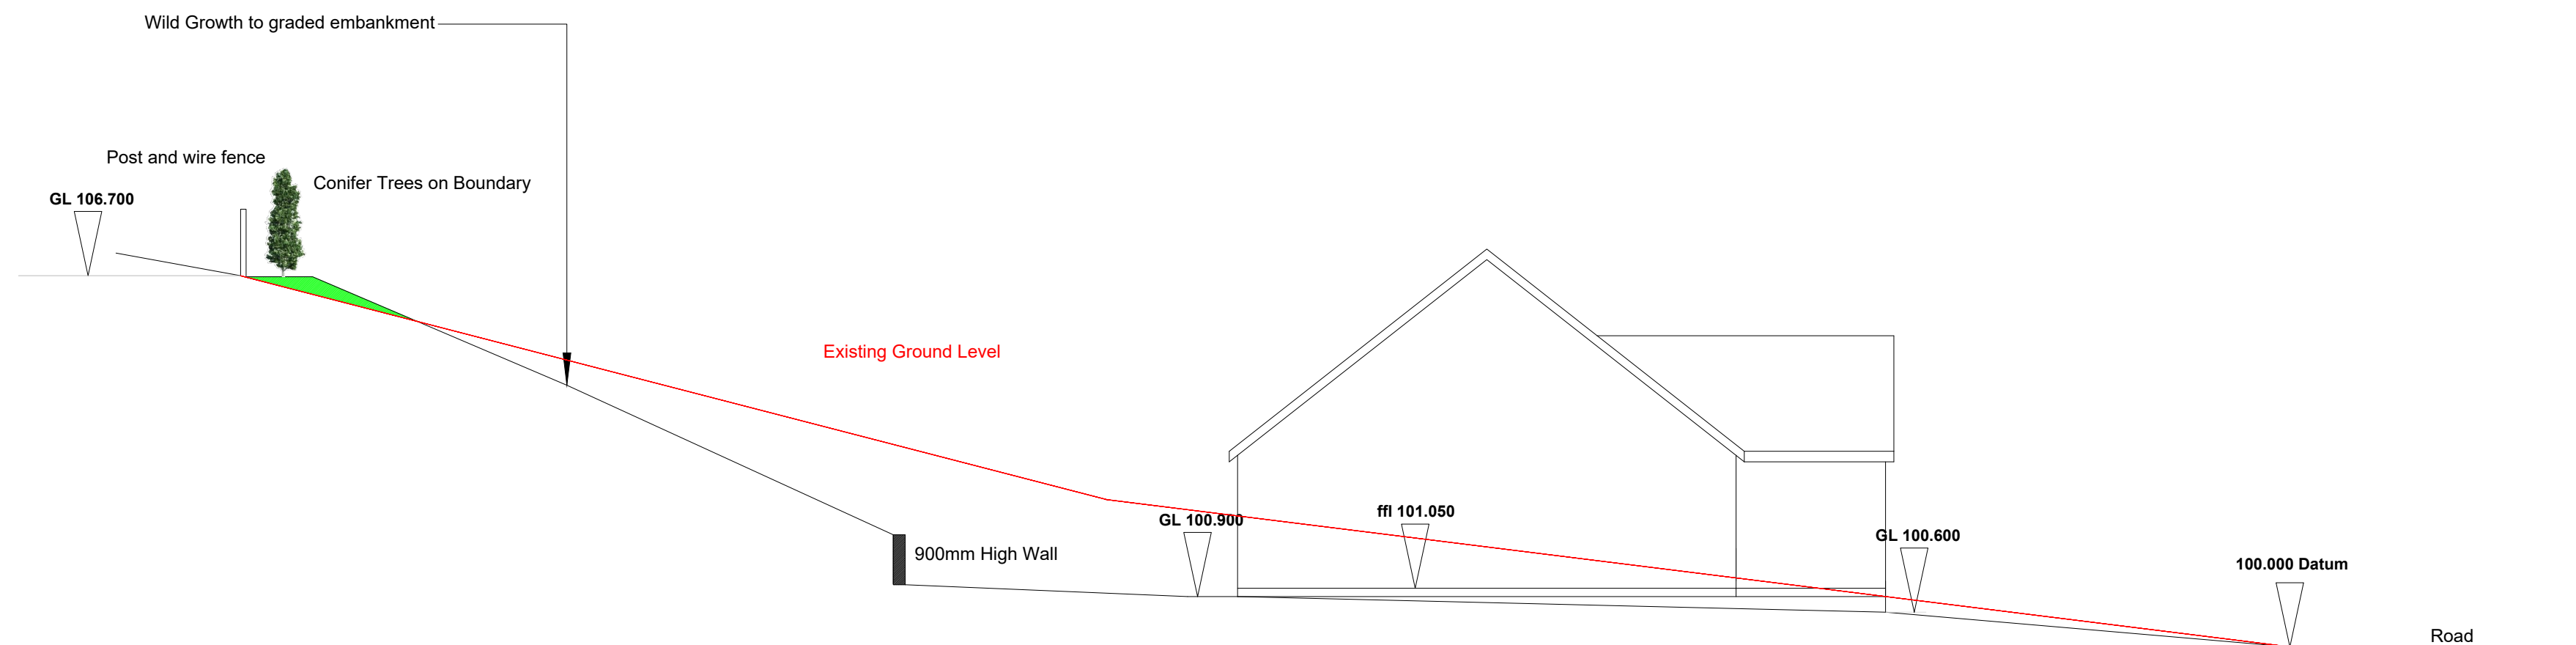 Wild Growth to graded embankment
Post and wire fence
Conifer Trees on Boundary
GL 106.700
Existing Ground Level
GL 100.900
ffl 101.050
900mm High Wall
GL 100.600
100.000 Datum
Road